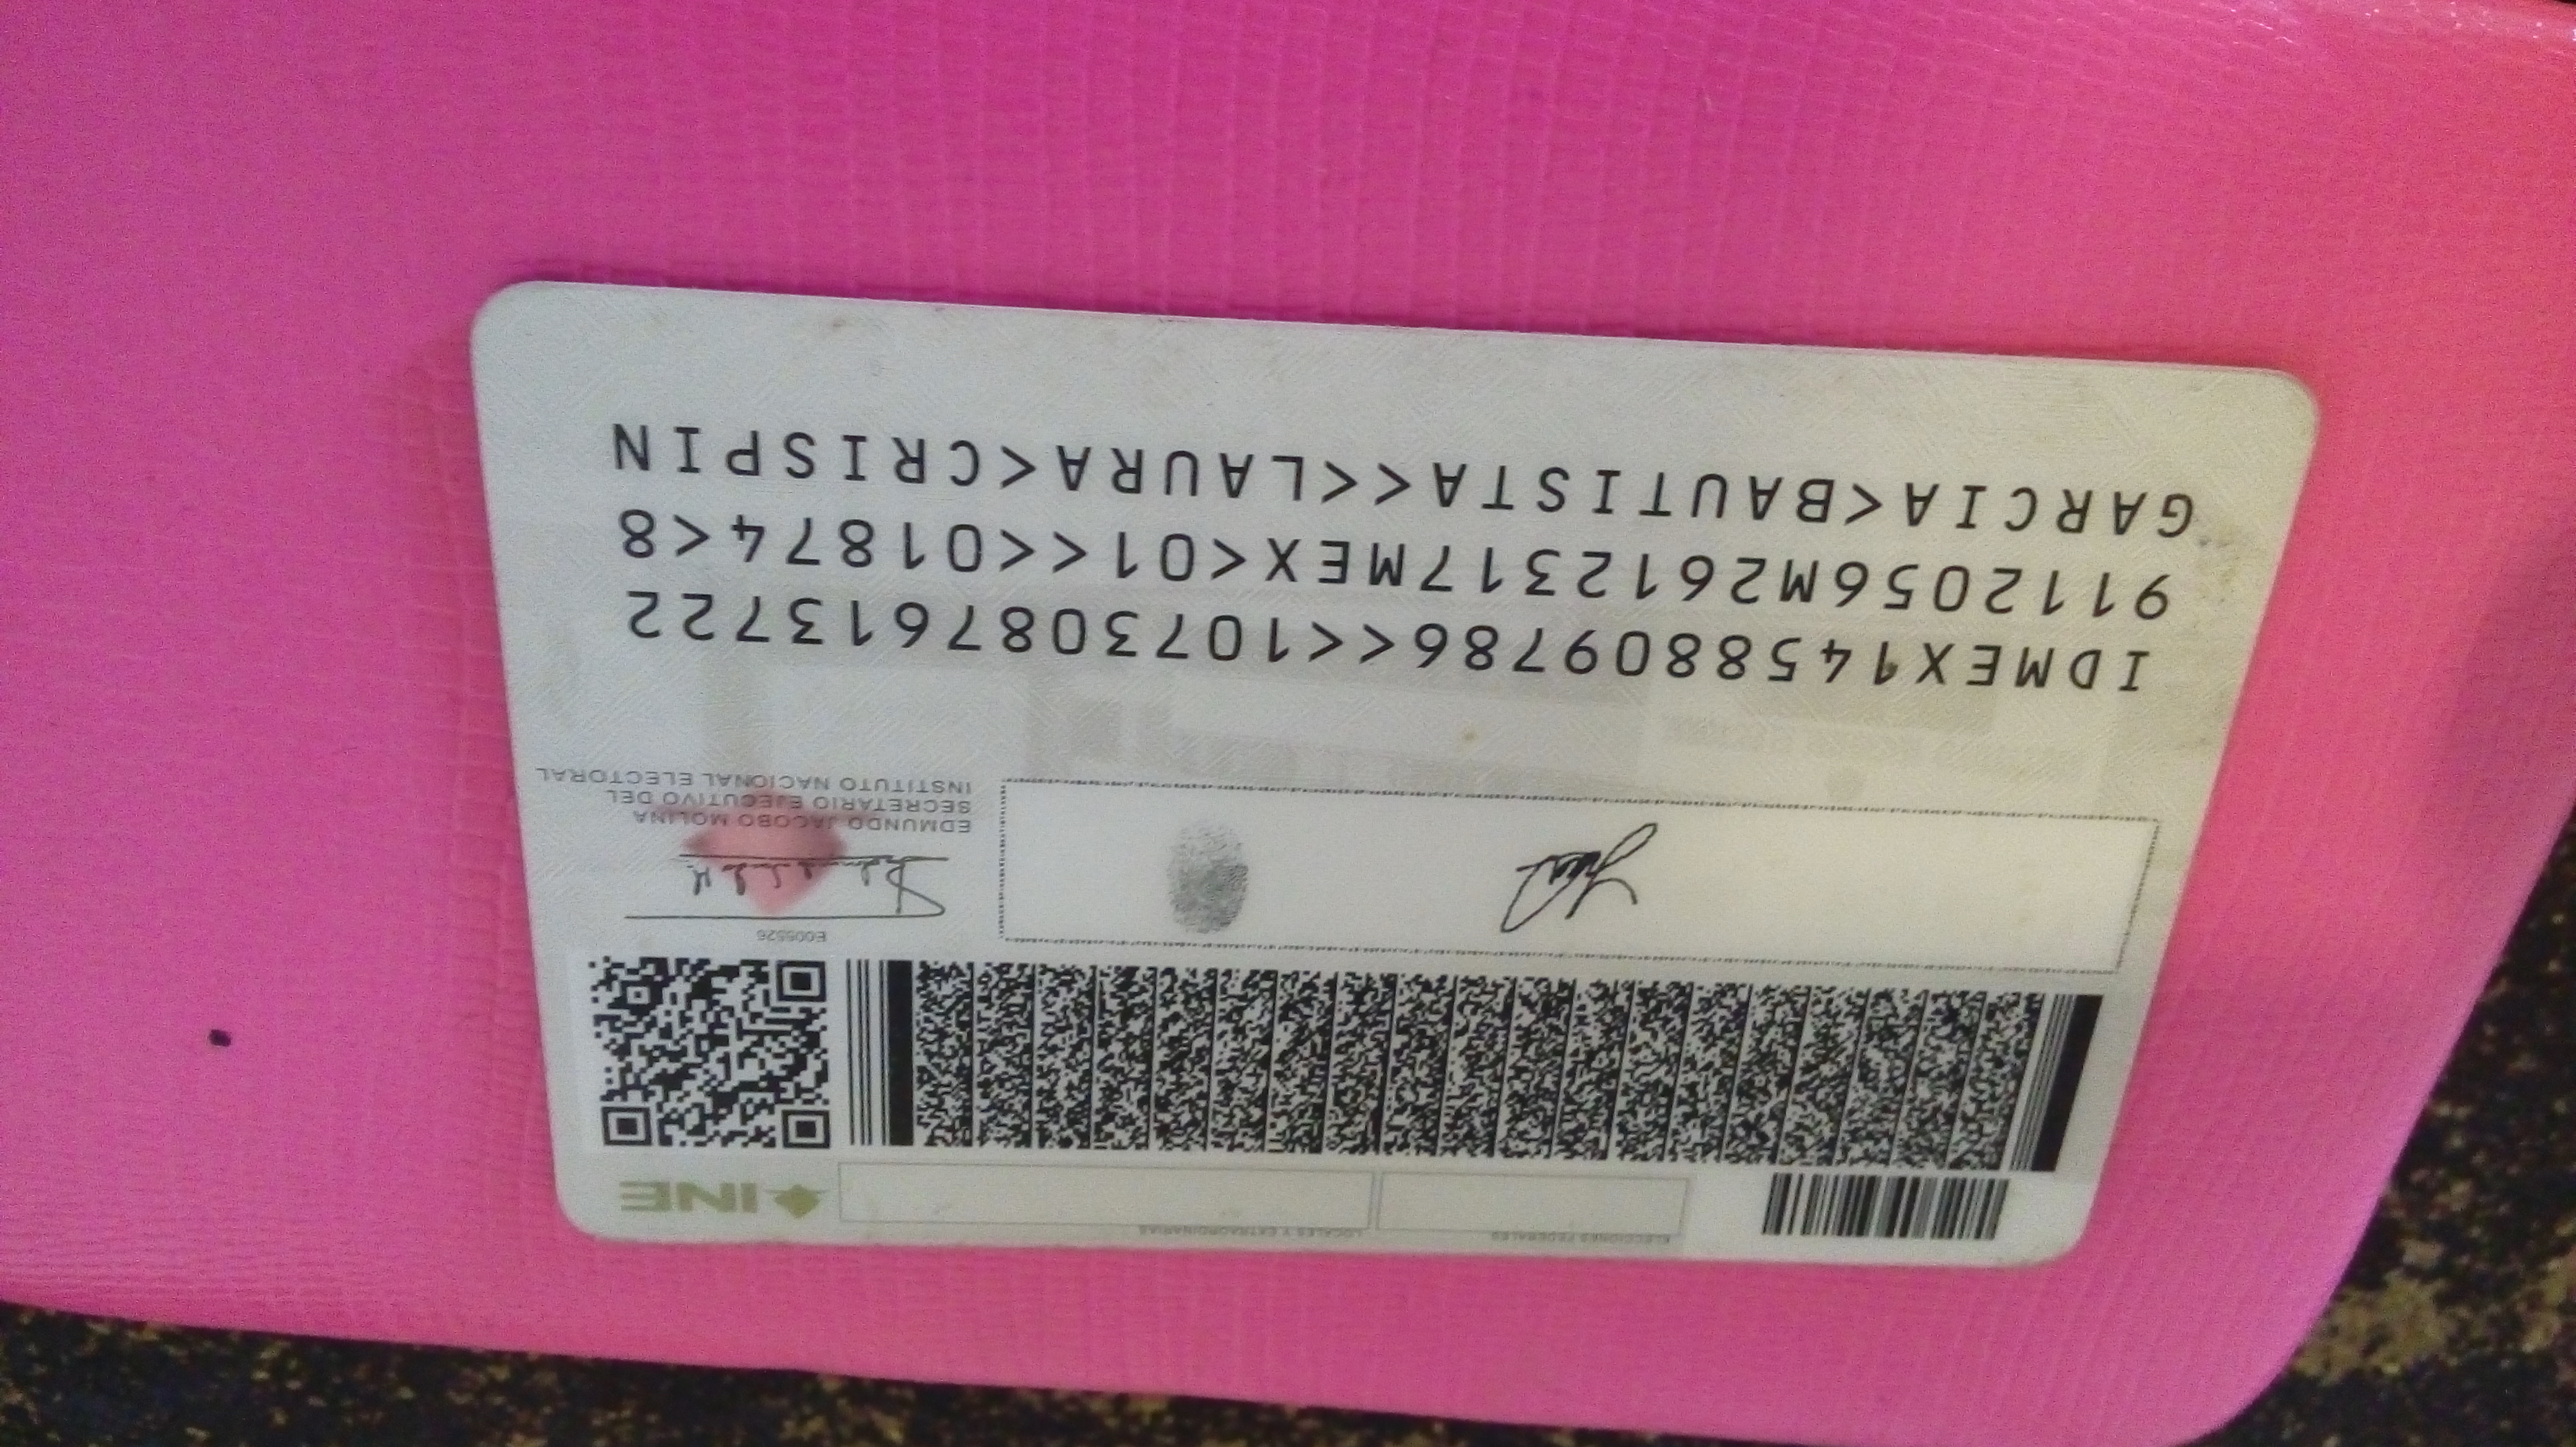 ELECCIONES FEDERALES
LOCALES Y EXTRAORDINARIAS
INE
E005526
EDMUNDO JACOBO MOLINA
SECRETARIO EJECUTIVO DEL
INSTITUTO NACIONAL ELECTORAL
IDMEX1458809786<<1073087613722
9112056M2612317MEX<01<<01874<8
GARCIA<BAUTISTA<<LAURA<CRISPIN